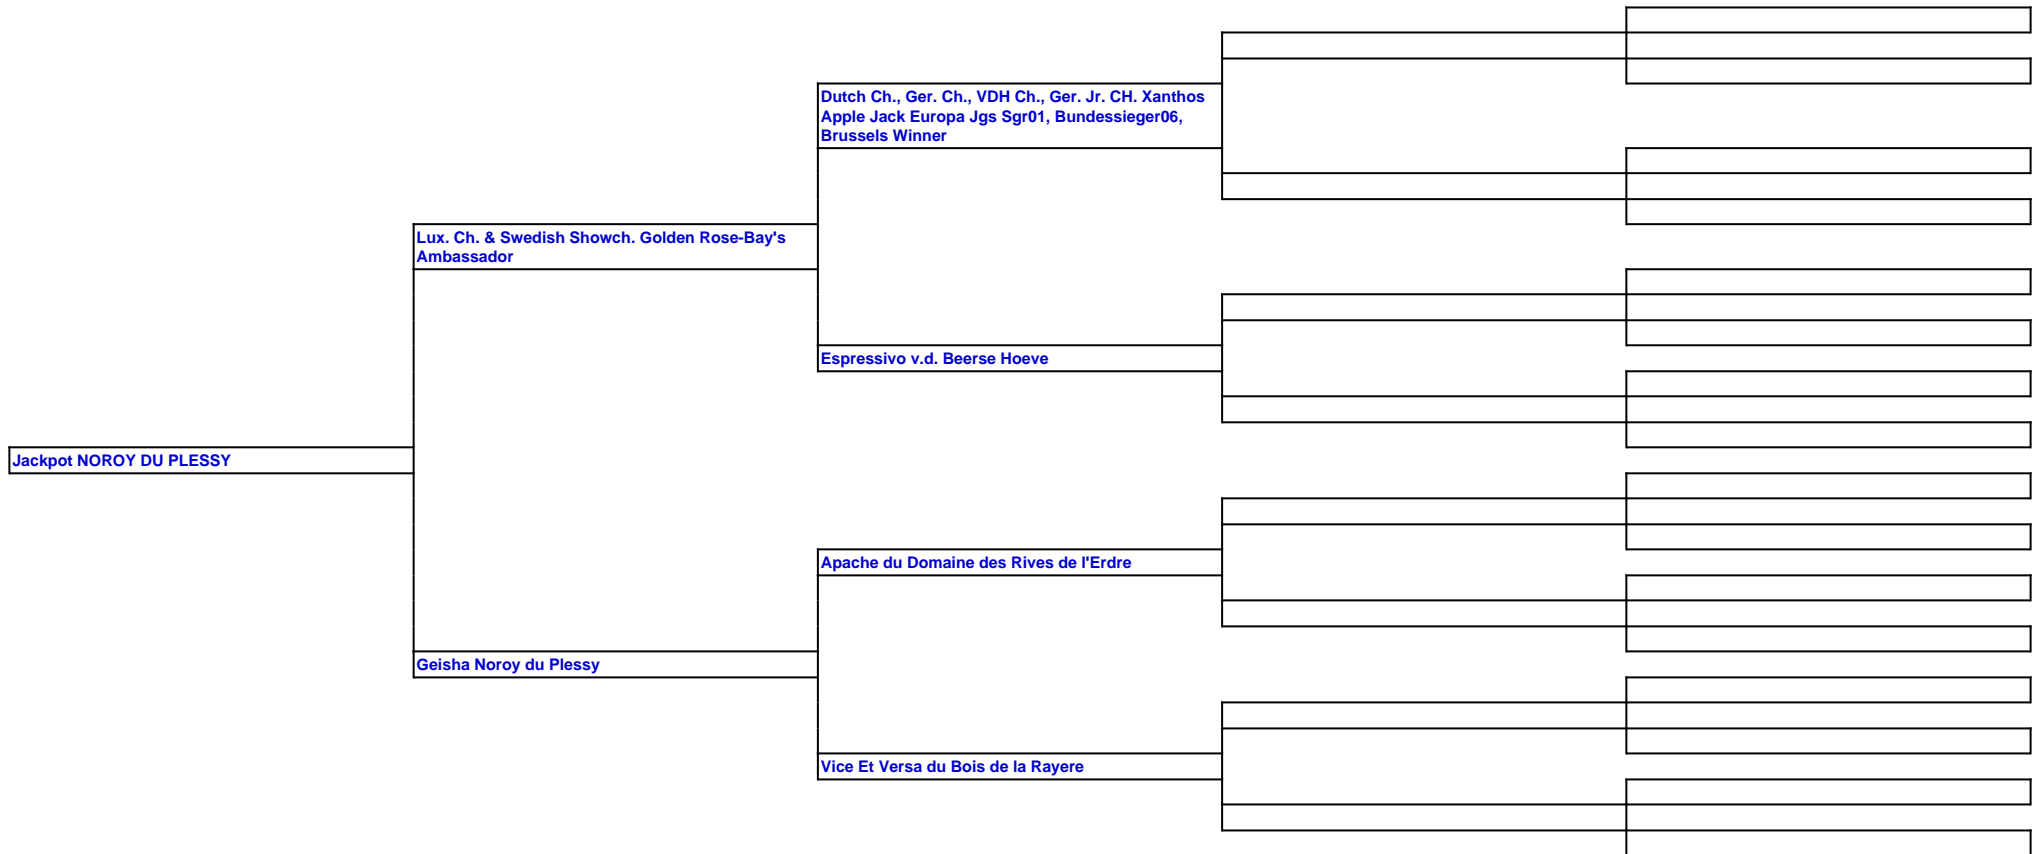 Dutch Ch., Ger. Ch., VDH Ch., Ger. Jr. CH. Xanthos
Apple Jack Europa Jgs Sgr01, Bundessieger06,
Brussels Winner
Lux. Ch. & Swedish Showch. Golden Rose-Bay's
Ambassador
Espressivo v.d. Beerse Hoeve
Jackpot NOROY DU PLESSY
Apache du Domaine des Rives de l'Erdre
Geisha Noroy du Plessy
Vice Et Versa du Bois de la Rayere